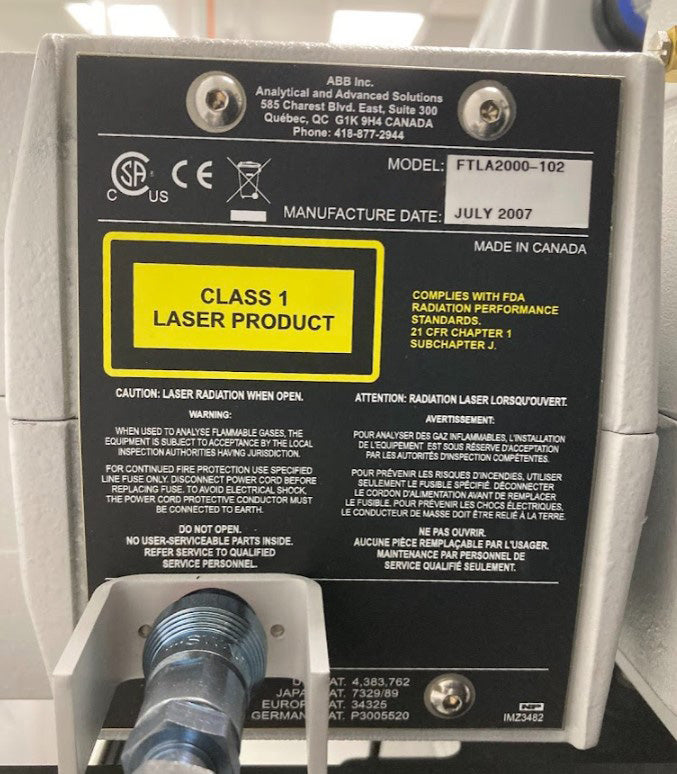 ABB Inc.
Analytical and Advanced Solutions
585 Charest Blvd. East, Suite 300
Québec, QC G1K 9H4 CANADA
Phone: 418-877-2944
C SA US CE
MODEL: FTLA2000-102
MANUFACTURE DATE: JULY 2007
MADE IN CANADA
CLASS 1
LASER PRODUCT
COMPLIES WITH FDA
RADIATION PERFORMANCE
STANDARDS.
21 CFR CHAPTER 1
SUBCHAPTER J.
CAUTION: LASER RADIATION WHEN OPEN.
WARNING:
WHEN USED TO ANALYSE FLAMMABLE GASES, THE
EQUIPMENT IS SUBJECT TO ACCEPTANCE BY THE LOCAL
INSPECTION AUTHORITIES HAVING JURISDICTION.
FOR CONTINUED FIRE PROTECTION USE SPECIFIED
LINE FUSE ONLY. DISCONNECT POWER CORD BEFORE
REPLACING FUSE. TO AVOID ELECTRICAL SHOCK,
THE POWER CORD PROTECTIVE CONDUCTOR MUST
BE CONNECTED TO EARTH.
DO NOT OPEN.
NO USER-SERVICEABLE PARTS INSIDE.
REFER SERVICE TO QUALIFIED
SERVICE PERSONNEL.
ATTENTION: RADIATION LASER LORSQU'OUVERT.
AVERTISSEMENT:
POUR ANALYSER DES GAZ INFLAMMABLES, L'INSTALLATION
DE L'ÉQUIPEMENT EST SOUS RÉSERVE D'ACCEPTATION
PAR LES AUTORITÉS D'INSPECTION COMPÉTENTES.
POUR PRÉVENIR LES RISQUES D'INCENDIES, UTILISER
SEULEMENT LE FUSIBLE SPÉCIFIÉ. DÉCONNECTER
LE CORDON D'ALIMENTATION AVANT DE REMPLACER
LE FUSIBLE. POUR PRÉVENIR LES CHOCS ÉLECTRIQUES,
LE CONDUCTEUR DE MASSE DOIT ÊTRE RELIÉ À LA TERRE.
NE PAS OUVRIR.
AUCUNE PIÈCE REMPLAÇABLE PAR L'USAGER.
MAINTENANCE PAR PERSONNEL DE
SERVICE QUALIFIÉ SEULEMENT.
4,383,762
AT. 7329/89
AT. 34325
GERMAN AT. P3005520
NP
IMZ3482